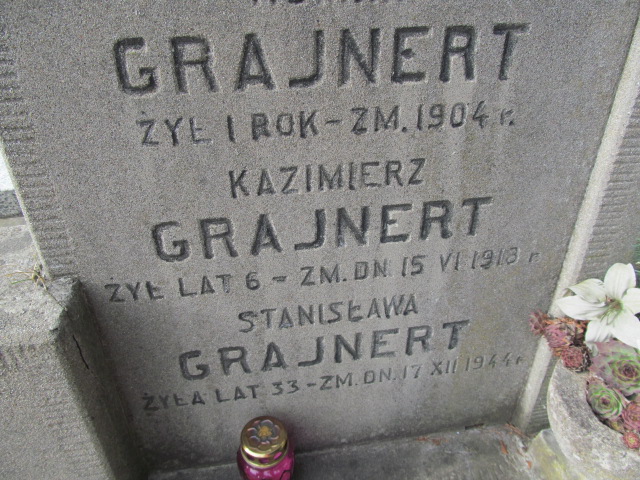 GRAJNERT
ŻYŁ 1 ROK - ZM. 1904 r.
KAZIMIERZ
GRAJNERT
ŻYŁ LAT 6 - ZM. DN. 15 VI 1918 r
STANISŁAWA
GRAJNERT
ŻYŁA LAT 33 - ZM. DN. 17 XII 1944 r